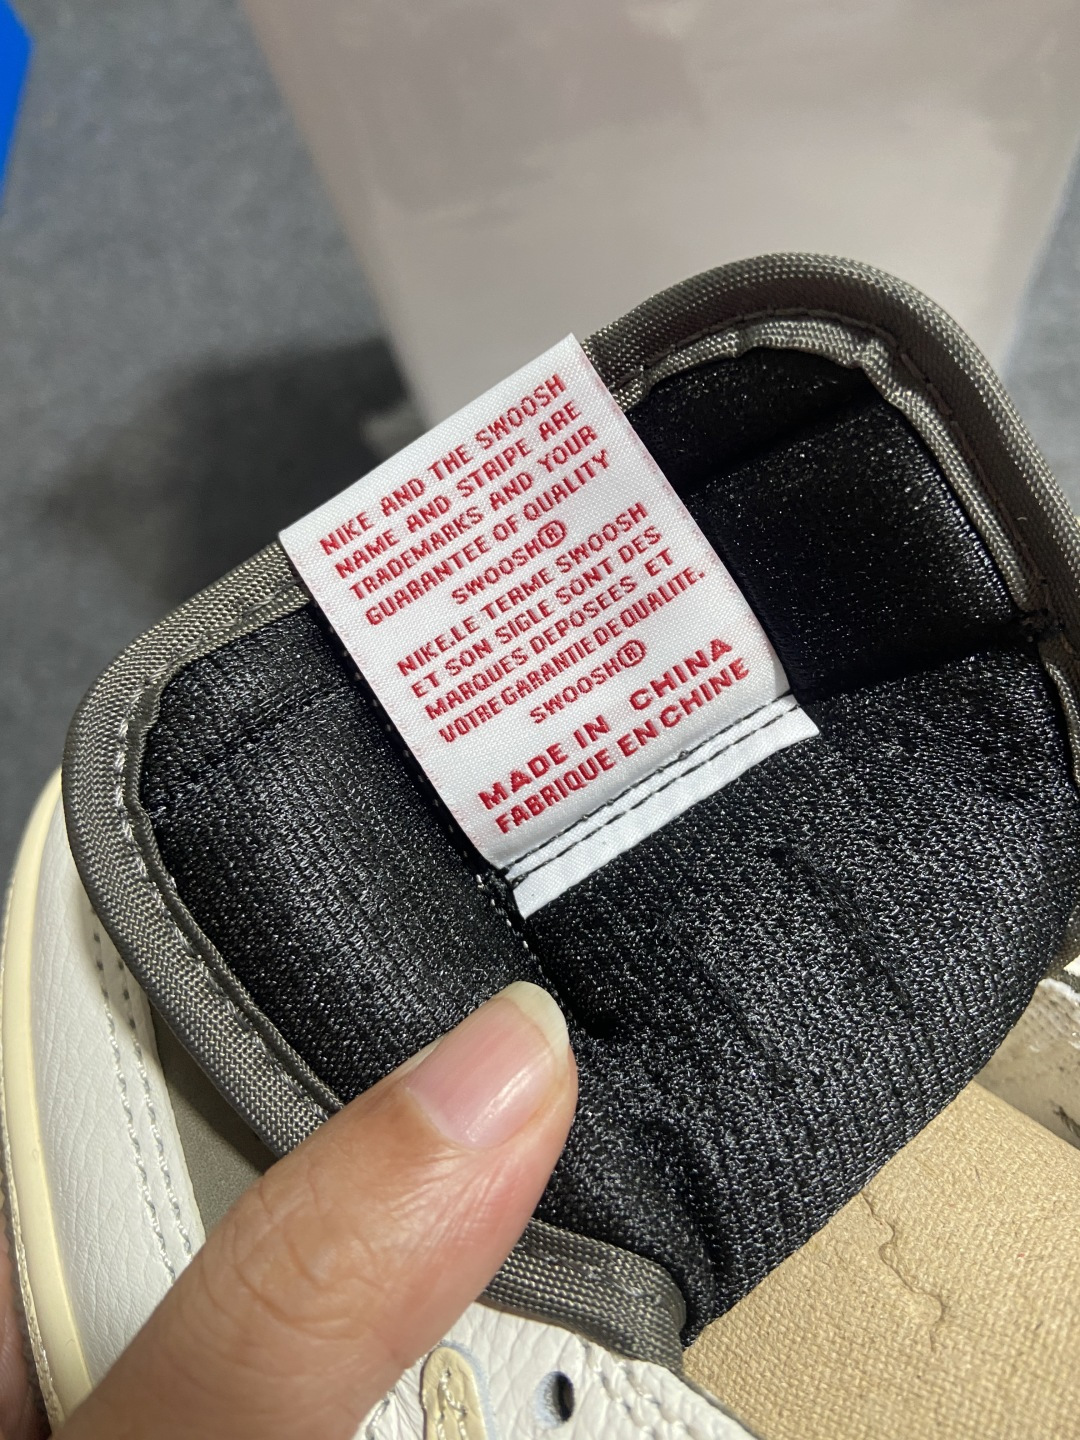 NIKE AND THE SWOOSH
NAME AND STRIPE ARE
TRADEMARKS AND YOUR
GUARANTEE OF QUALITY
SWOOSH®
NIKE.LE TERME SWOOSH
ET SON SIGLE SONT DES
MARQUES DEPOSEES ET
VOTRE GARANTIE DE QUALITE.
SWOOSH®
MADE IN CHINA
FABRIQUE EN CHINE